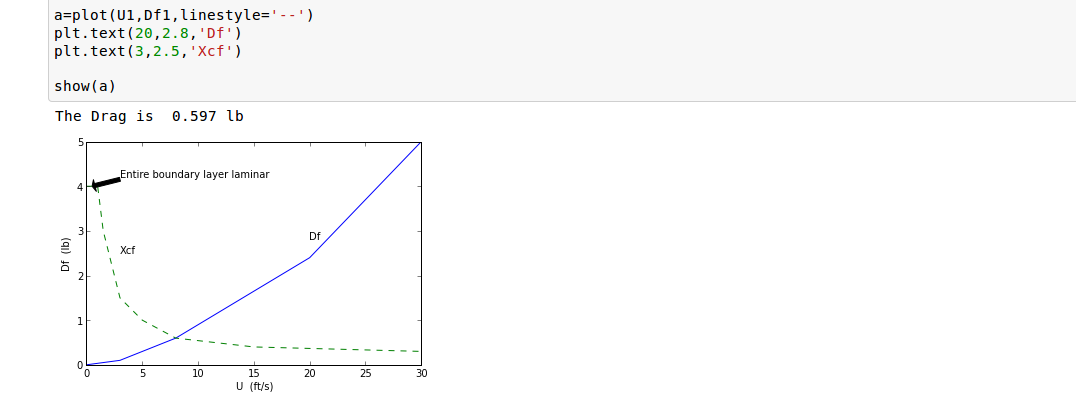 a=plot(U1,Df1,linestyle='--')
plt.text(20,2.8,'Df')
plt.text(3,2.5,'Xcf')
show(a)
The Drag is  0.597 lb
5
Entire boundary layer laminar
4
3
Df
Xcf
Df  (lb)
2
1
0
0 5 10 15 20 25 30
U  (ft/s)